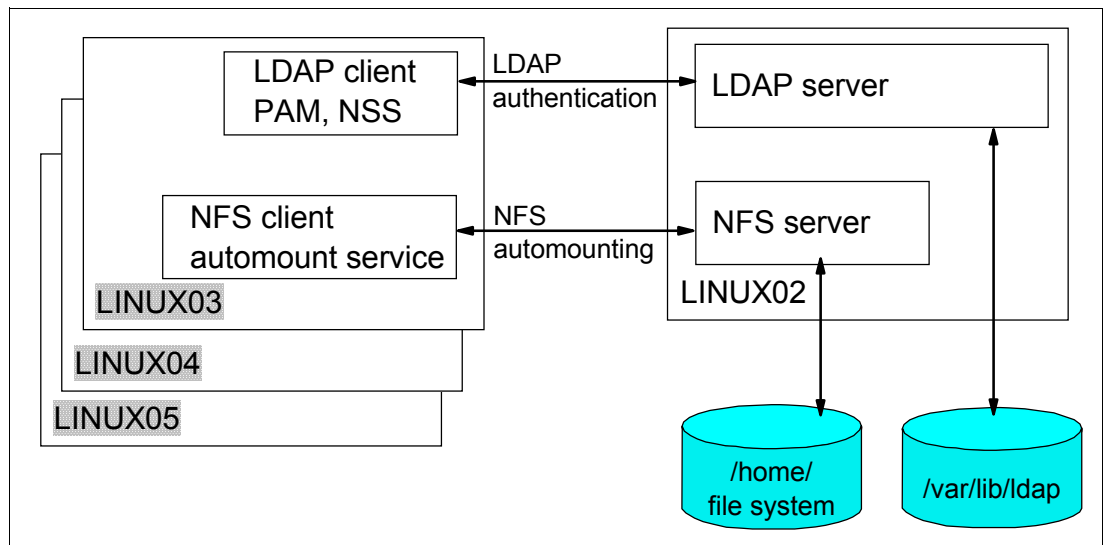 LDAP client
PAM, NSS
LDAP
authentication
LDAP server
NFS client
automount service
NFS
automounting
NFS server
LINUX03
LINUX02
LINUX04
LINUX05
/home/
file system
/var/lib/ldap